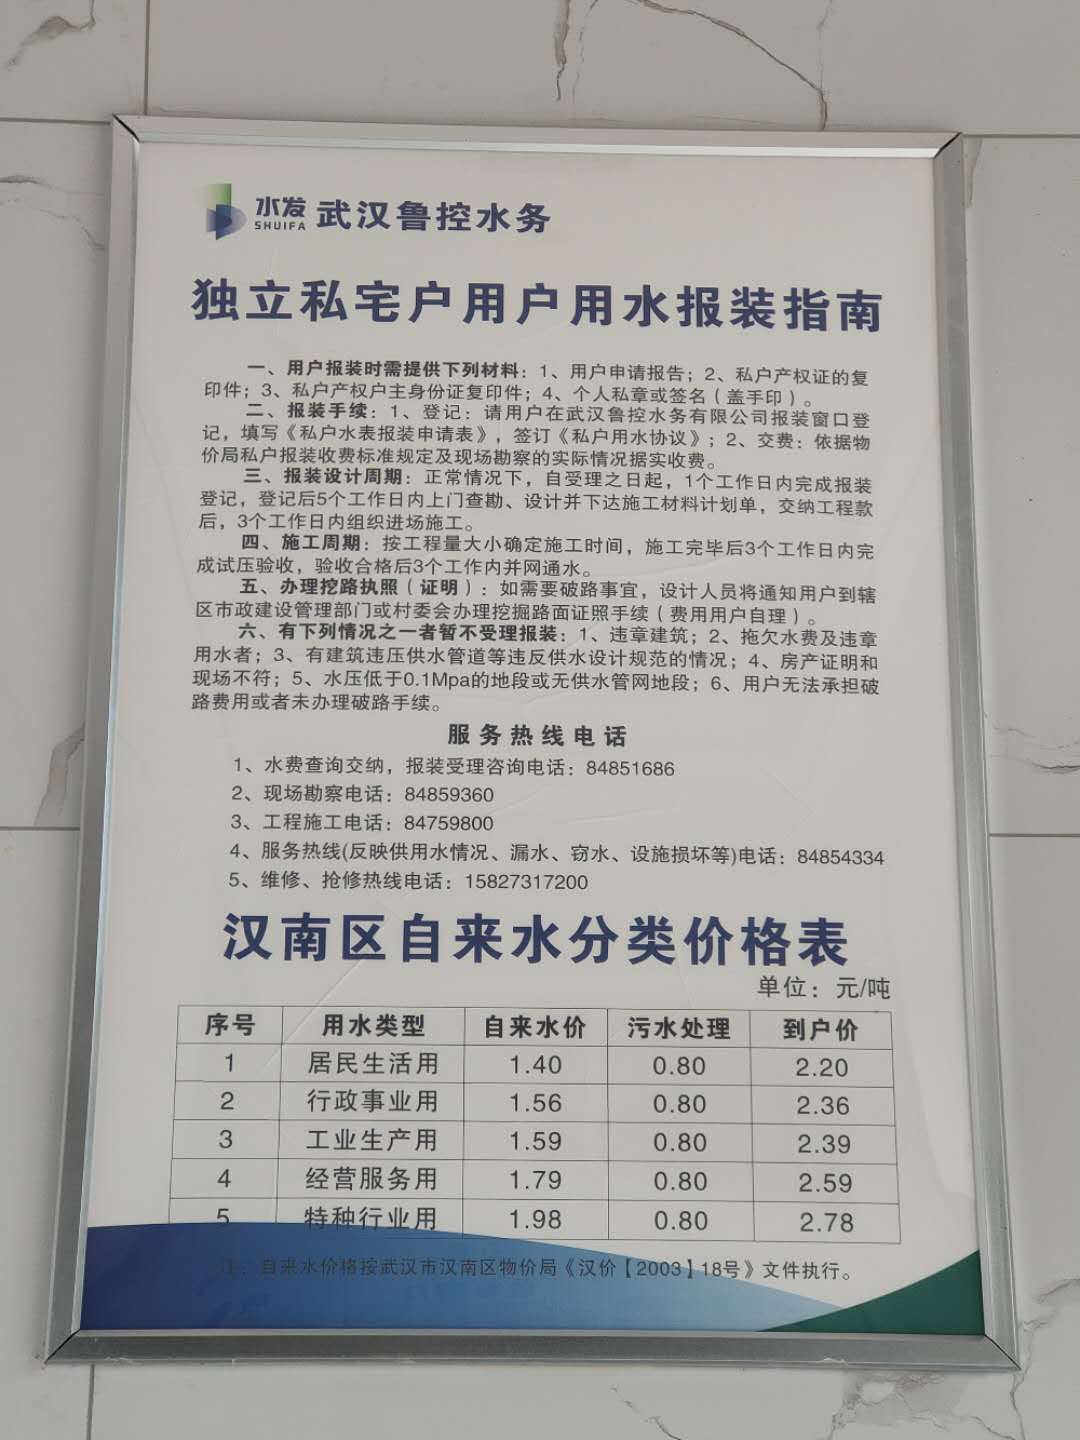 水发 武汉鲁控水务
SHUIFA
独立私宅户用户用水报装指南
一、用户报装时需提供下列材料：1、用户申请报告；2、私户产权证的复
印件；3、私户产权户主身份证复印件；4、个人私章或签名（盖手印）。
二、报装手续：1、登记：请用户在武汉鲁控水务有限公司报装窗口登
记，填写《私户水表报装申请表》，签订《私户用水协议》；2、交费：依据物
价局私户报装收费标准规定及现场勘察的实际情况据实收费。
三、报装设计周期：正常情况下，自受理之日起，1个工作日内完成报装
登记，登记后5个工作日内上门查勘、设计并下达施工材料计划单，交纳工程款
后，3个工作日内组织进场施工。
四、施工周期：按工程量大小确定施工时间，施工完毕后3个工作日内完
成试压验收，验收合格后3个工作内并网通水。
五、办理挖路执照（证明）：如需要破路事宜，设计人员将通知用户到辖
区市政建设管理部门或村委会办理挖掘路面证照手续（费用用户自理）。
六、有下列情况之一者暂不受理报装：1、违章建筑；2、拖欠水费及违章
用水者；3、有建筑违压供水管道等违反供水设计规范的情况；4、房产证明和
现场不符；5、水压低于0.1Mpa的地段或无供水管网地段；6、用户无法承担破
路费用或者未办理破路手续。
服务热线电话
1、水费查询交纳，报装受理咨询电话：84851686
2、现场勘察电话：84859360
3、工程施工电话：84759800
4、服务热线(反映供用水情况、漏水、窃水、设施损坏等)电话：84854334
5、维修、抢修热线电话：15827317200
汉南区自来水分类价格表
单位：元/吨
序号 用水类型 自来水价 污水处理 到户价
1 居民生活用 1.40 0.80 2.20
2 行政事业用 1.56 0.80 2.36
3 工业生产用 1.59 0.80 2.39
4 经营服务用 1.79 0.80 2.59
5 特种行业用 1.98 0.80 2.78
注：自来水价格按武汉市汉南区物价局《汉价【2003】18号》文件执行。